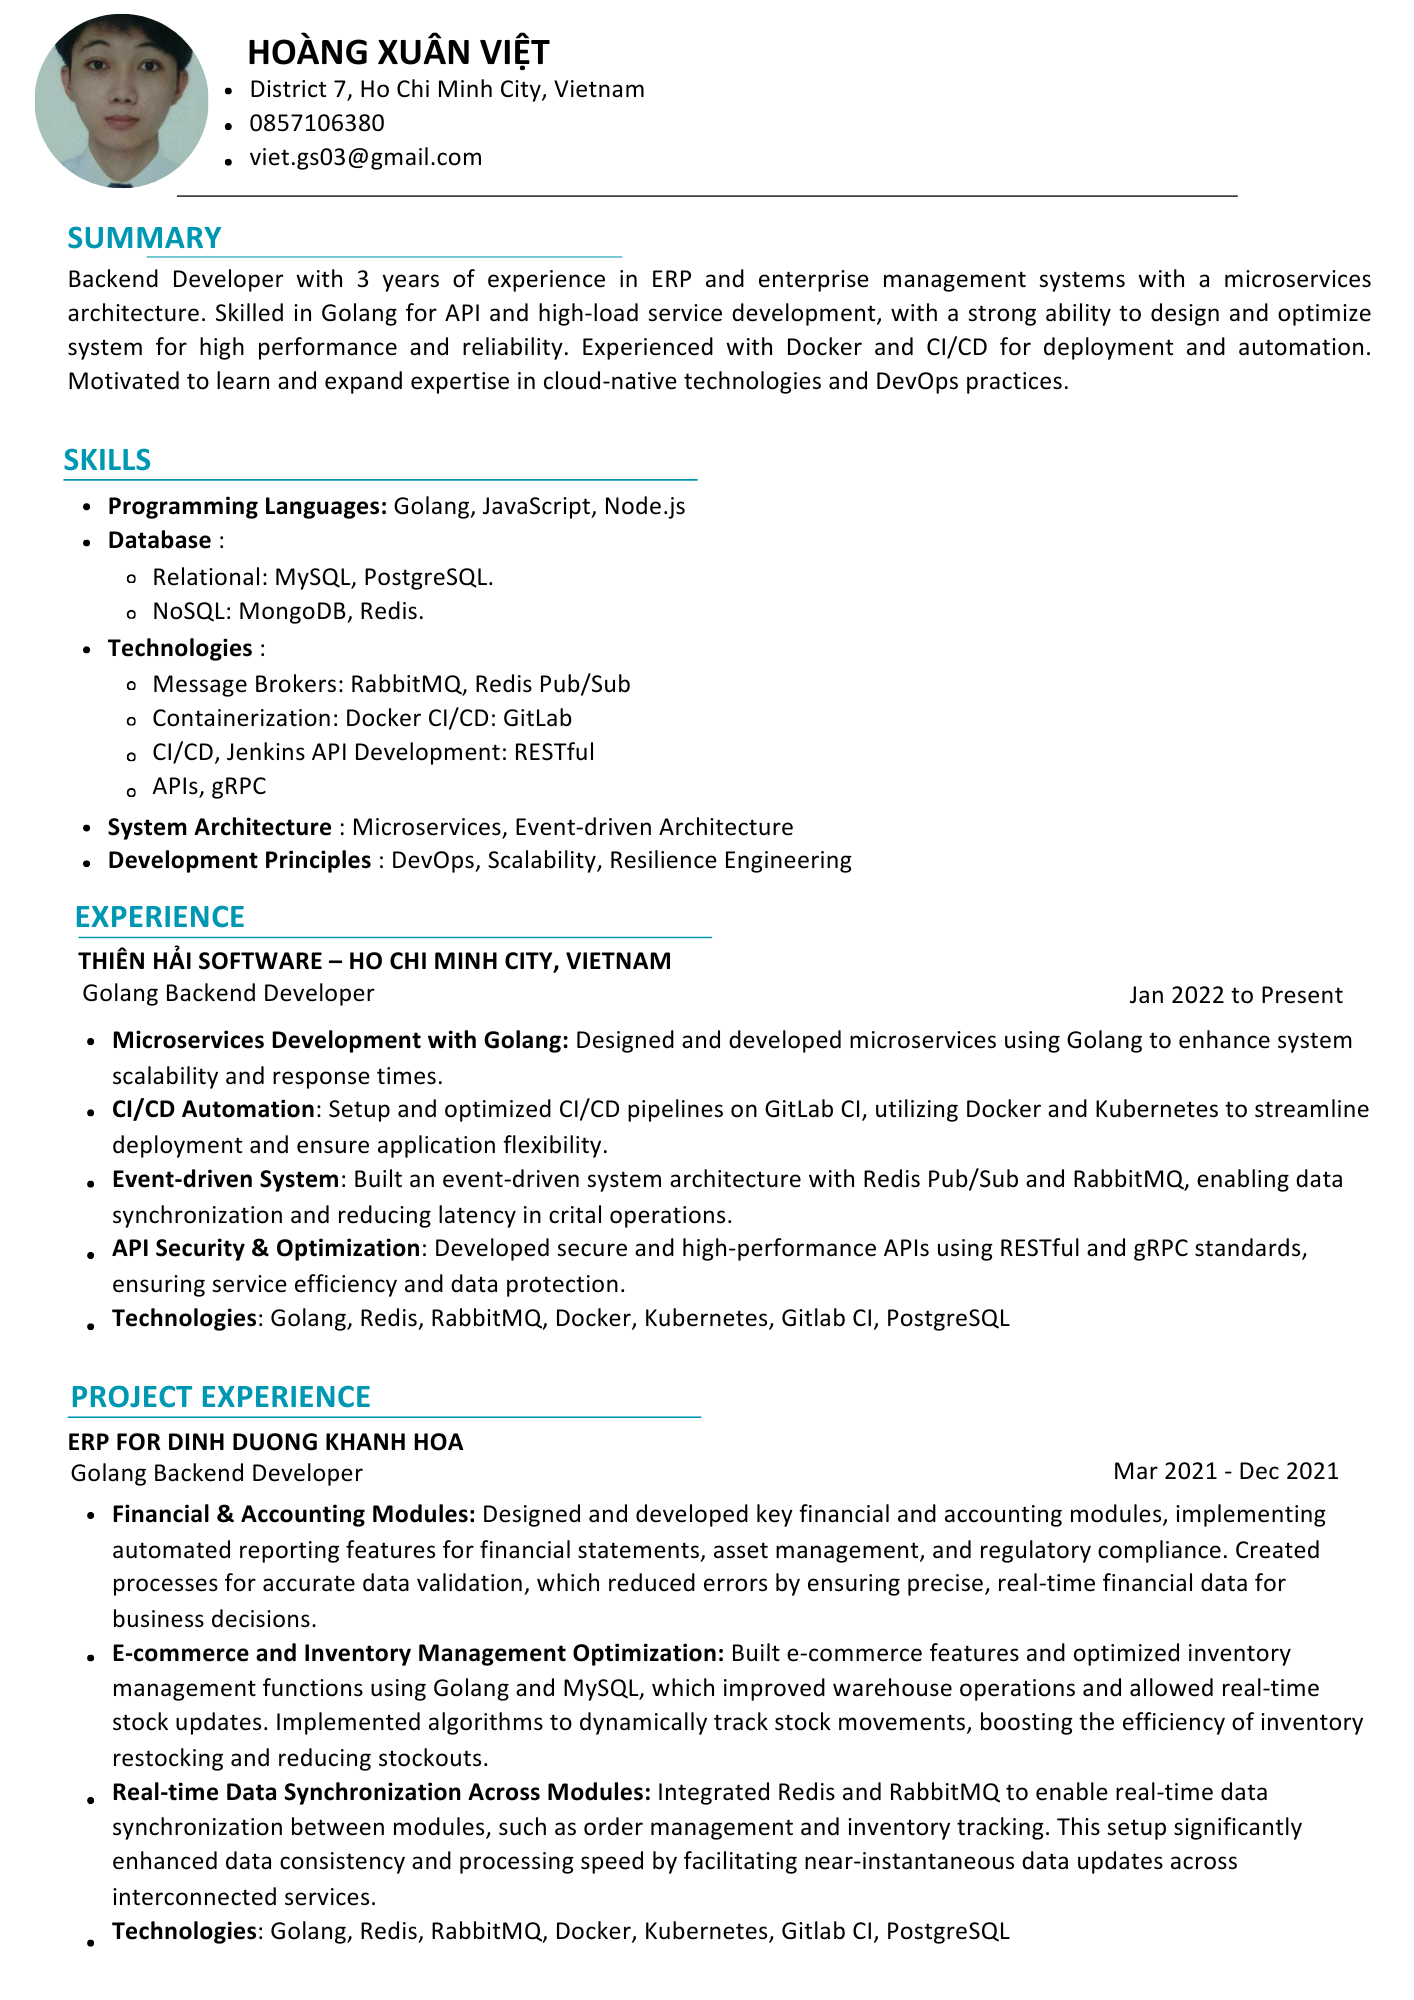 HOÀNG XUÂN VIỆT
• District 7, Ho Chi Minh City, Vietnam
• 0857106380
• viet.gs03@gmail.com
SUMMARY
Backend Developer with 3 years of experience in ERP and enterprise management systems with a microservices
architecture. Skilled in Golang for API and high-load service development, with a strong ability to design and optimize
system for high performance and reliability. Experienced with Docker and CI/CD for deployment and automation.
Motivated to learn and expand expertise in cloud-native technologies and DevOps practices.
SKILLS
• Programming Languages: Golang, JavaScript, Node.js
• Database :
o Relational: MySQL, PostgreSQL.
o NoSQL: MongoDB, Redis.
• Technologies :
o Message Brokers: RabbitMQ, Redis Pub/Sub
o Containerization: Docker CI/CD: GitLab
o CI/CD, Jenkins API Development: RESTful
o APIs, gRPC
• System Architecture : Microservices, Event-driven Architecture
• Development Principles : DevOps, Scalability, Resilience Engineering
EXPERIENCE
THIÊN HẢI SOFTWARE – HO CHI MINH CITY, VIETNAM
Golang Backend Developer Jan 2022 to Present
• Microservices Development with Golang: Designed and developed microservices using Golang to enhance system
scalability and response times.
• CI/CD Automation: Setup and optimized CI/CD pipelines on GitLab CI, utilizing Docker and Kubernetes to streamline
deployment and ensure application flexibility.
• Event-driven System: Built an event-driven system architecture with Redis Pub/Sub and RabbitMQ, enabling data
synchronization and reducing latency in crital operations.
• API Security & Optimization: Developed secure and high-performance APIs using RESTful and gRPC standards,
ensuring service efficiency and data protection.
• Technologies: Golang, Redis, RabbitMQ, Docker, Kubernetes, Gitlab CI, PostgreSQL
PROJECT EXPERIENCE
ERP FOR DINH DUONG KHANH HOA
Golang Backend Developer Mar 2021 - Dec 2021
• Financial & Accounting Modules: Designed and developed key financial and accounting modules, implementing
automated reporting features for financial statements, asset management, and regulatory compliance. Created
processes for accurate data validation, which reduced errors by ensuring precise, real-time financial data for
business decisions.
• E-commerce and Inventory Management Optimization: Built e-commerce features and optimized inventory
management functions using Golang and MySQL, which improved warehouse operations and allowed real-time
stock updates. Implemented algorithms to dynamically track stock movements, boosting the efficiency of inventory
restocking and reducing stockouts.
• Real-time Data Synchronization Across Modules: Integrated Redis and RabbitMQ to enable real-time data
synchronization between modules, such as order management and inventory tracking. This setup significantly
enhanced data consistency and processing speed by facilitating near-instantaneous data updates across
interconnected services.
• Technologies: Golang, Redis, RabbitMQ, Docker, Kubernetes, Gitlab CI, PostgreSQL